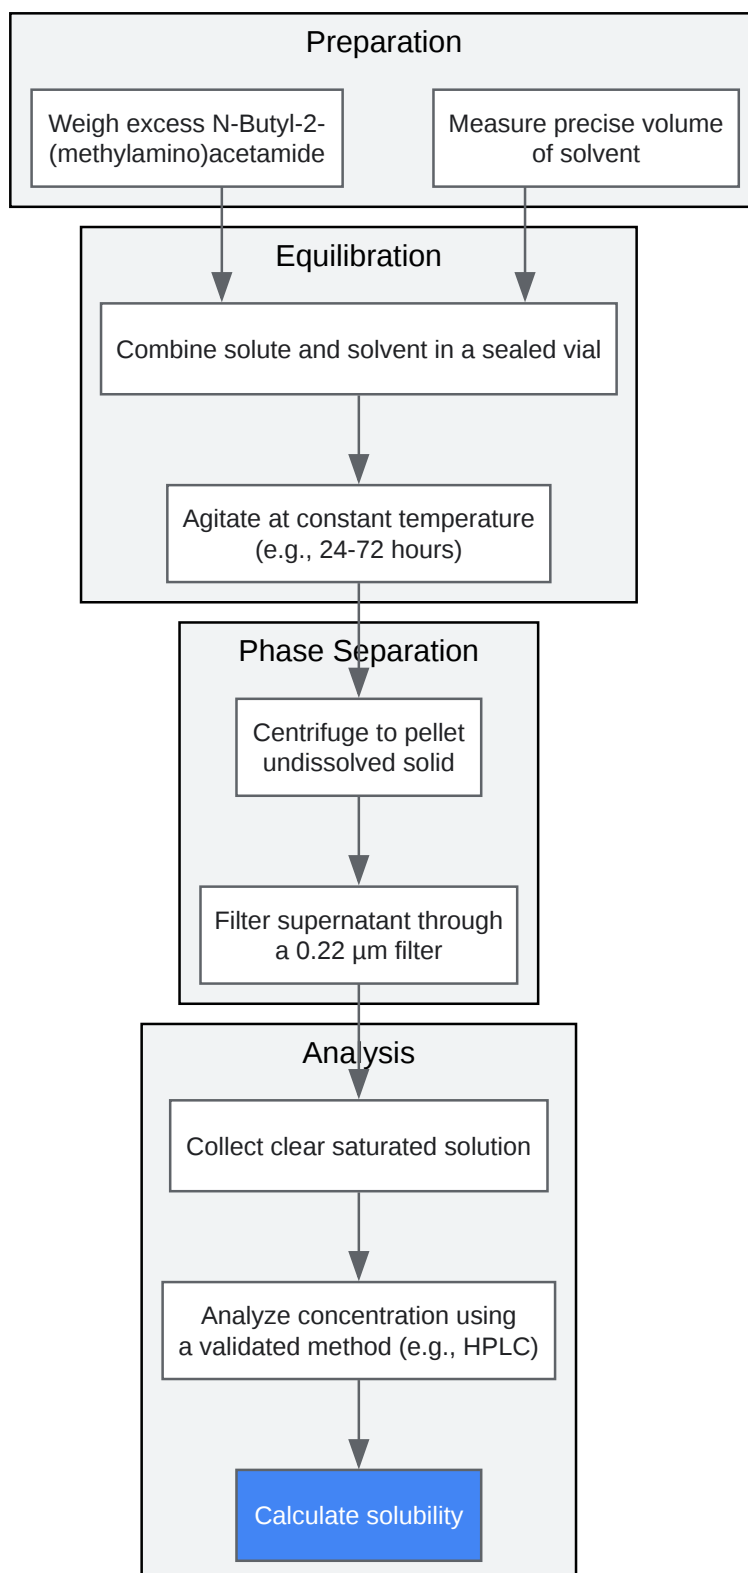 Preparation
Weigh excess N-Butyl-2-
(methylamino)acetamide
Measure precise volume
of solvent
Equilibration
Combine solute and solvent in a sealed vial
Agitate at constant temperature
(e.g., 24-72 hours)
Phase Separation
Centrifuge to pellet
undissolved solid
Filter supernatant through
a 0.22 µm filter
Analysis
Collect clear saturated solution
Analyze concentration using
a validated method (e.g., HPLC)
Calculate solubility